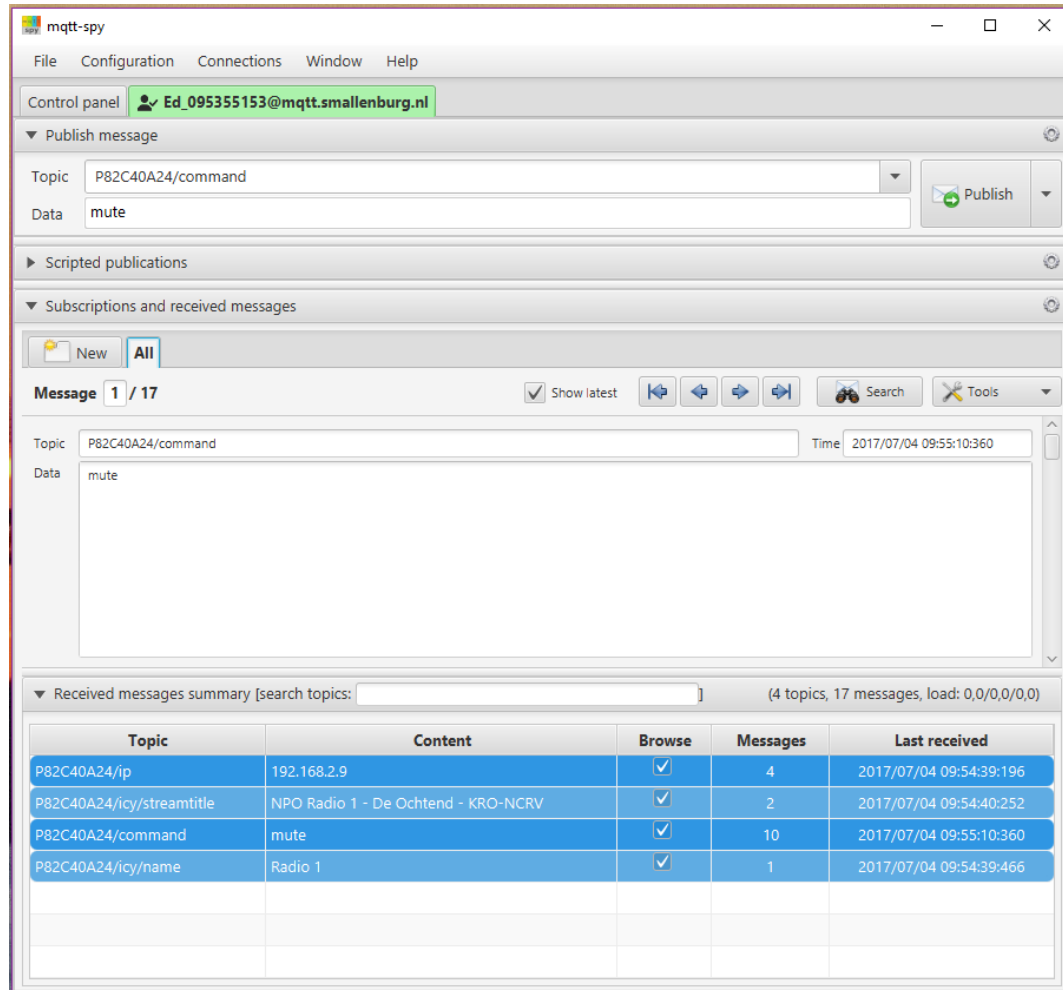 mqtt-spy
File Configuration Connections Window Help
Control panel Ed_095355153@mqtt.smallenburg.nl
Publish message
Topic P82C40A24/command
Publish
Data mute
Scripted publications
Subscriptions and received messages
New All
Message 1 / 17 Show latest Search Tools
Topic P82C40A24/command Time 2017/07/04 09:55:10:360
Data mute
Received messages summary [search topics: ] (4 topics, 17 messages, load: 0,0/0,0/0,0)
Topic Content Browse Messages Last received
P82C40A24/ip 192.168.2.9 4 2017/07/04 09:54:39:196
P82C40A24/icy/streamtitle NPO Radio 1 - De Ochtend - KRO-NCRV 2 2017/07/04 09:54:40:252
P82C40A24/command mute 10 2017/07/04 09:55:10:360
P82C40A24/icy/name Radio 1 1 2017/07/04 09:54:39:466